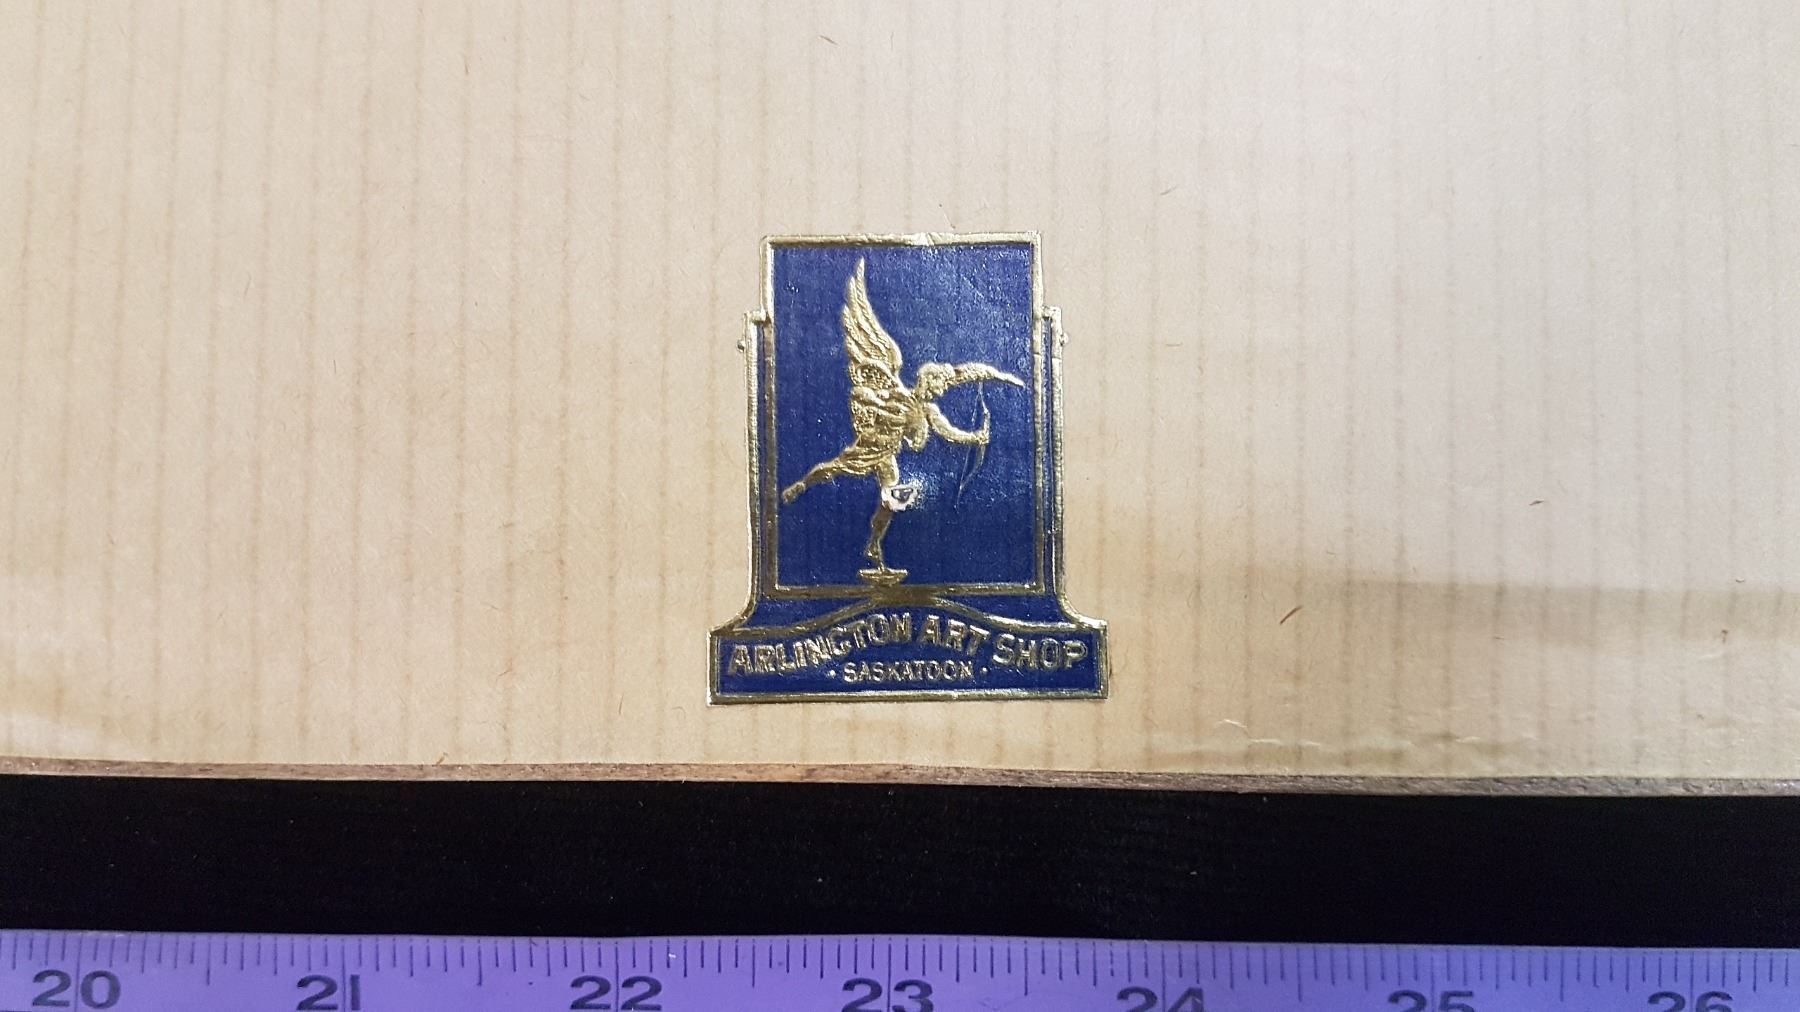 ARLINGTON ART SHOP
· SASKATOON ·
20 21 22 23 24 25 26